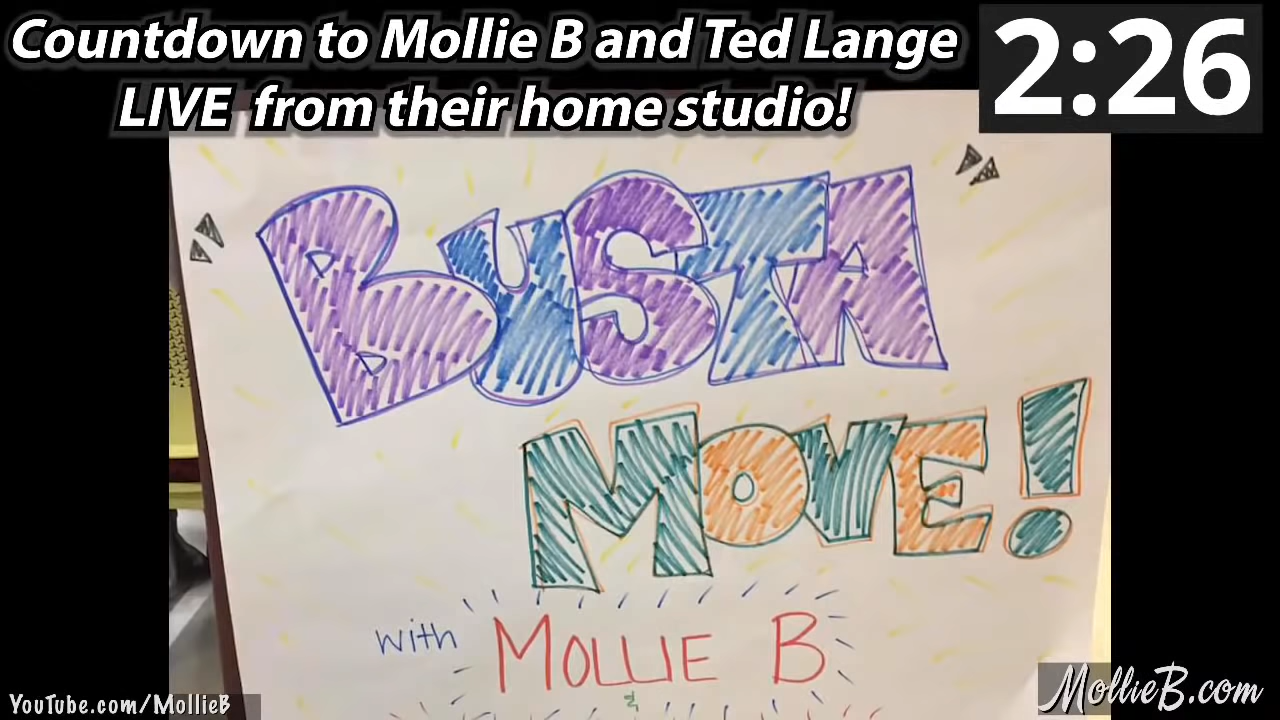 Countdown to Mollie B and Ted Lange
LIVE from their home studio!
2:26
BUSTA
MOVE!
with MOLLIE B
&
YouTube.com/MollieB
MollieB.com